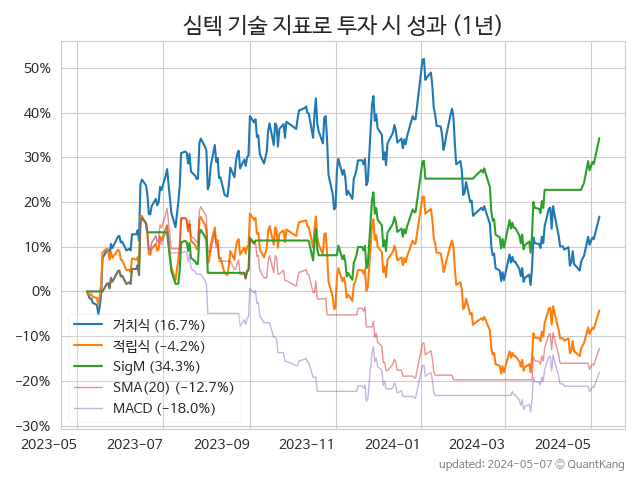 심텍 기술 지표로 투자 시 성과 (1년)
50%
40%
30%
20%
10%
0%
−10%
−20%
−30%
거치식 (16.7%)
적립식 (−4.2%)
SigM (34.3%)
SMA(20) (−12.7%)
MACD (−18.0%)
2023-05
2023-07
2023-09
2023-11
2024-01
2024-03
2024-05
updated: 2024-05-07 © QuantKang